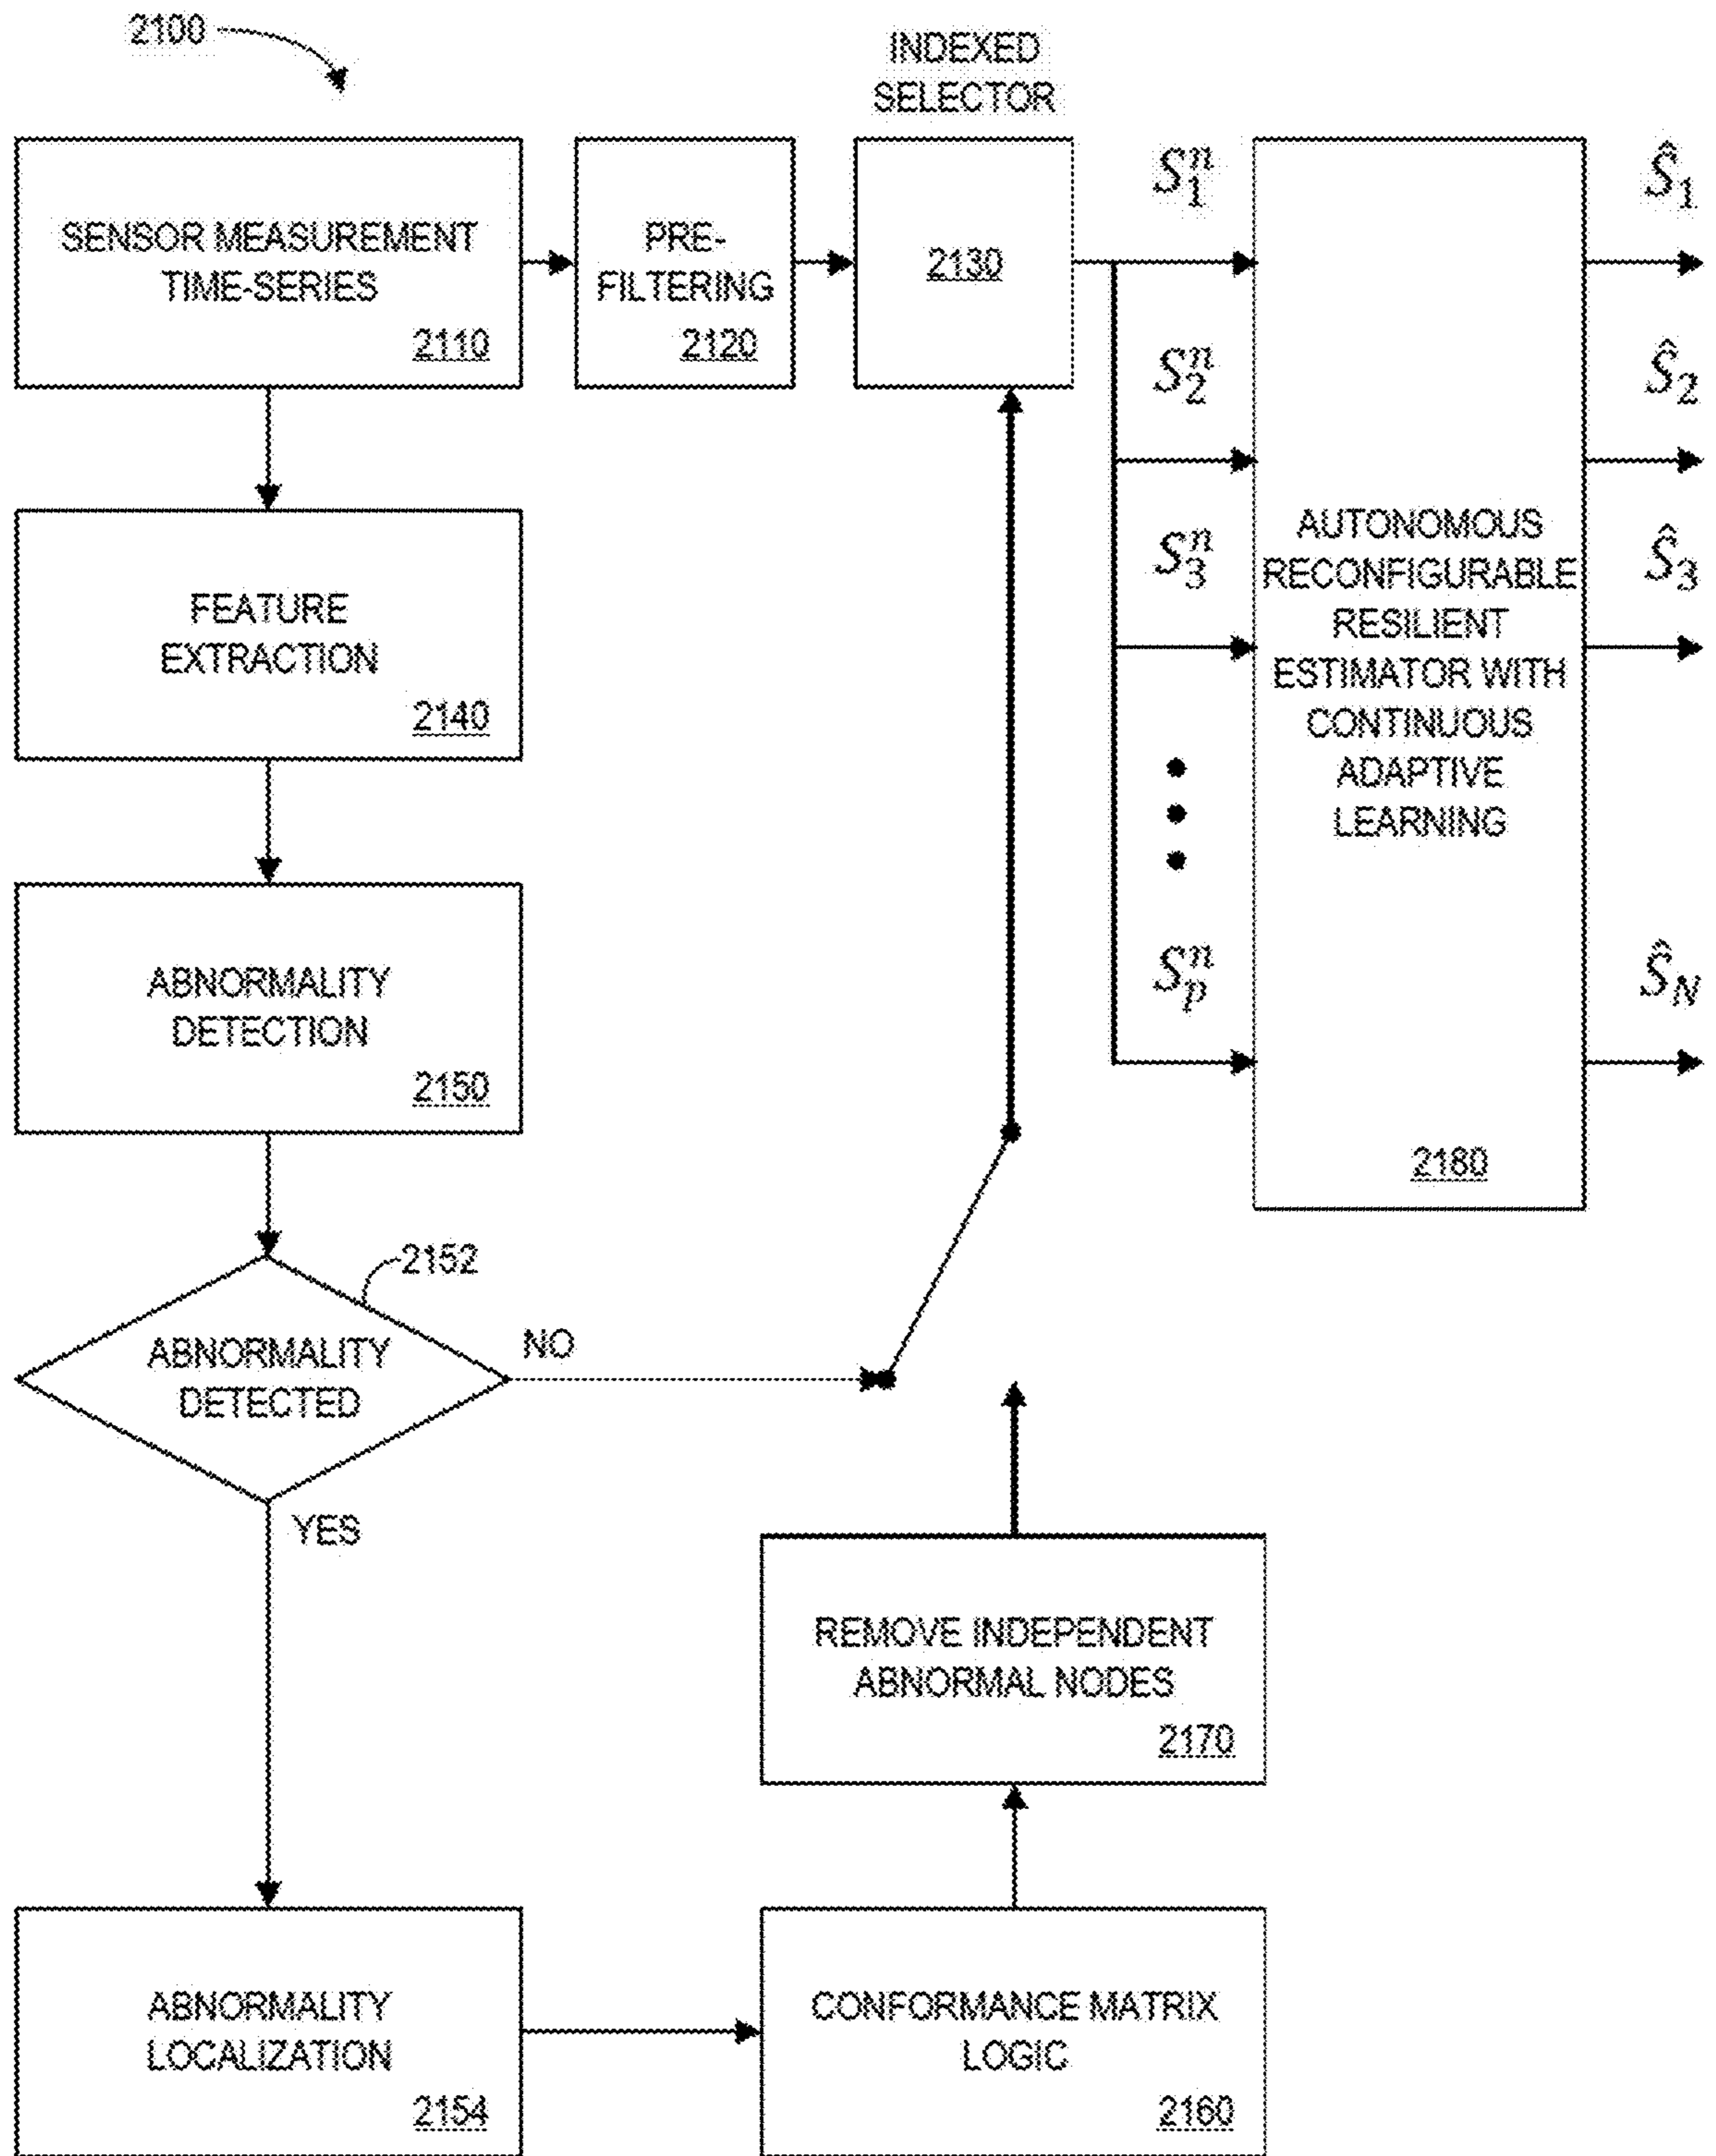 2100
INDEXED
SELECTOR
SENSOR MEASUREMENT
TIME-SERIES
2110
PRE-
FILTERING
2120
2130
S₁ⁿ
S₂ⁿ
S₃ⁿ
Sₚⁿ
AUTONOMOUS
RECONFIGURABLE
RESILIENT
ESTIMATOR WITH
CONTINUOUS
ADAPTIVE
LEARNING
2180
Ŝ₁
Ŝ₂
Ŝ₃
Ŝ_N
FEATURE
EXTRACTION
2140
ABNORMALITY
DETECTION
2150
2152
ABNORMALITY
DETECTED
NO
YES
REMOVE INDEPENDENT
ABNORMAL NODES
2170
ABNORMALITY
LOCALIZATION
2154
CONFORMANCE MATRIX
LOGIC
2160